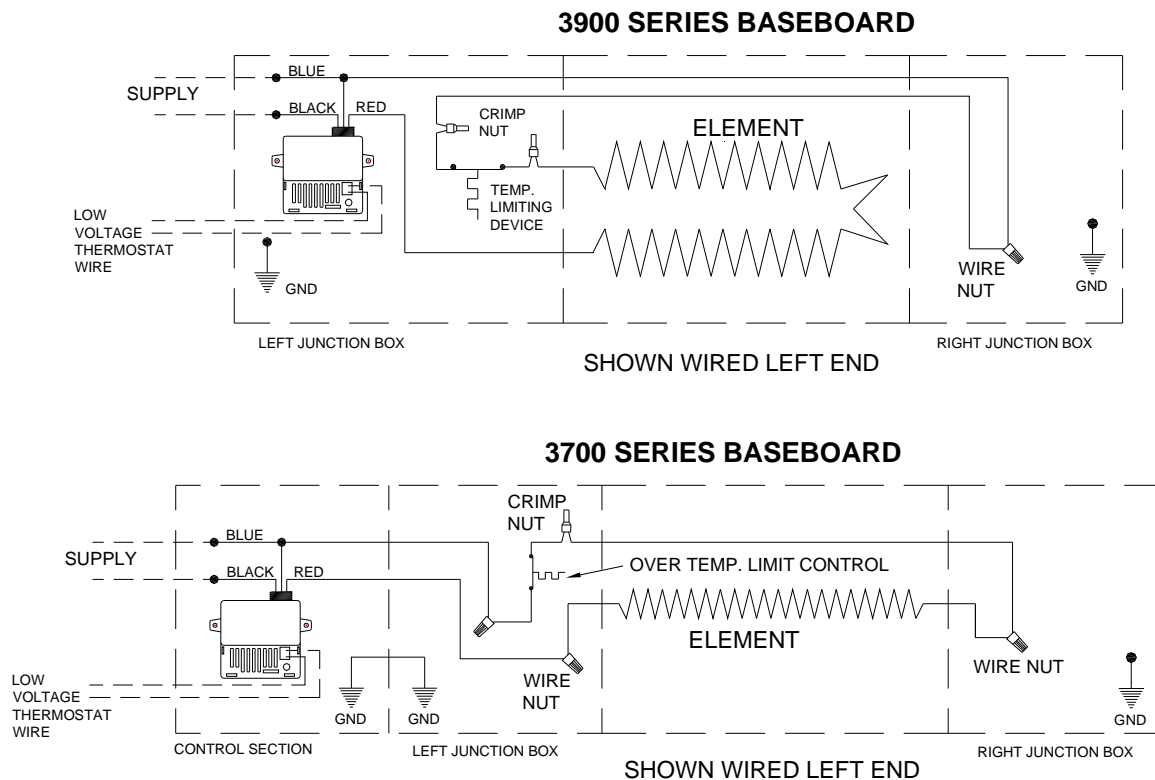 3900 SERIES BASEBOARD
BLUE
SUPPLY
BLACK
RED
CRIMP
NUT
ELEMENT
TEMP.
LIMITING
DEVICE
LOW
VOLTAGE
THERMOSTAT
WIRE
GND
WIRE
NUT
GND
LEFT JUNCTION BOX
RIGHT JUNCTION BOX
SHOWN WIRED LEFT END
3700 SERIES BASEBOARD
CRIMP
NUT
BLUE
SUPPLY
BLACK
RED
OVER TEMP. LIMIT CONTROL
ELEMENT
WIRE NUT
LOW
VOLTAGE
THERMOSTAT
WIRE
WIRE
NUT
GND
GND
GND
CONTROL SECTION
LEFT JUNCTION BOX
RIGHT JUNCTION BOX
SHOWN WIRED LEFT END